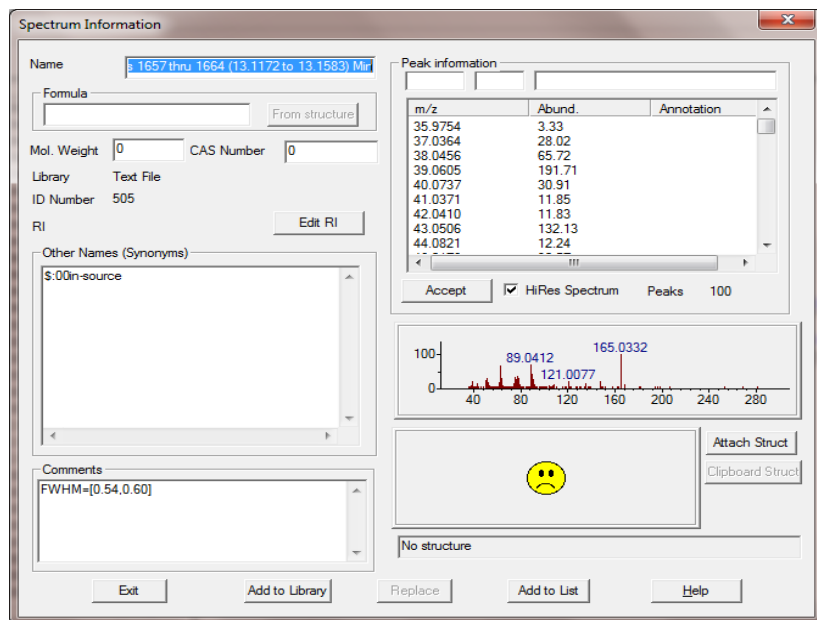 Spectrum Information
Name
s 1657 thru 1664 (13.1172 to 13.1583) Min
Formula
From structure
Mol. Weight 0 CAS Number 0
Library Text File
ID Number 505
RI
Edit RI
Other Names (Synonyms)
$:00in-source
Comments
FWHM=[0.54,0.60]
Peak information
m/z Abund. Annotation
35.9754 3.33
37.0364 28.02
38.0456 65.72
39.0605 191.71
40.0737 30.91
41.0371 11.85
42.0410 11.83
43.0506 132.13
44.0821 12.24
Accept HiRes Spectrum Peaks 100
165.0332
100
89.0412
121.0077
0
40 80 120 160 200 240 280
Attach Struct
Clipboard Struct
No structure
Exit Add to Library Replace Add to List Help